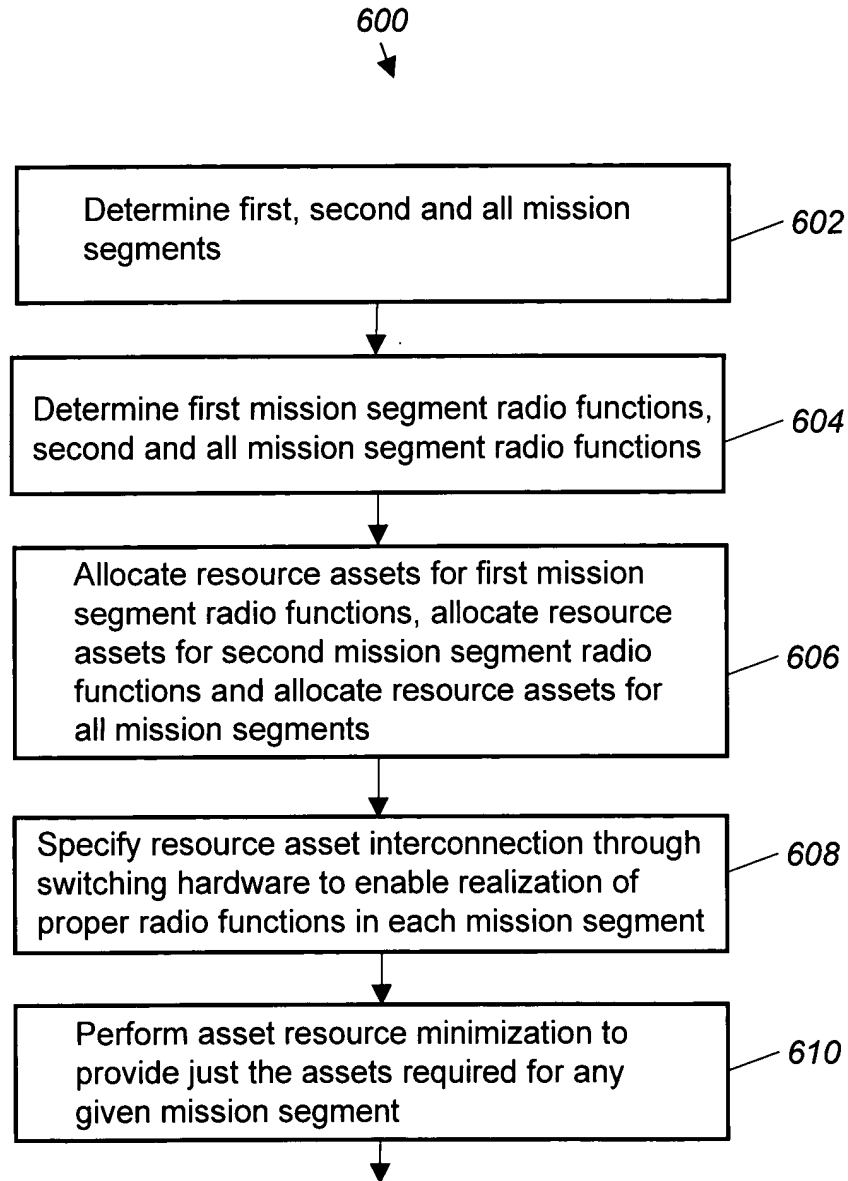 600
Determine first, second and all mission
segments
602
Determine first mission segment radio functions,
second and all mission segment radio functions
604
Allocate resource assets for first mission
segment radio functions, allocate resource
assets for second mission segment radio
functions and allocate resource assets for
all mission segments
606
Specify resource asset interconnection through
switching hardware to enable realization of
proper radio functions in each mission segment
608
Perform asset resource minimization to
provide just the assets required for any
given mission segment
610